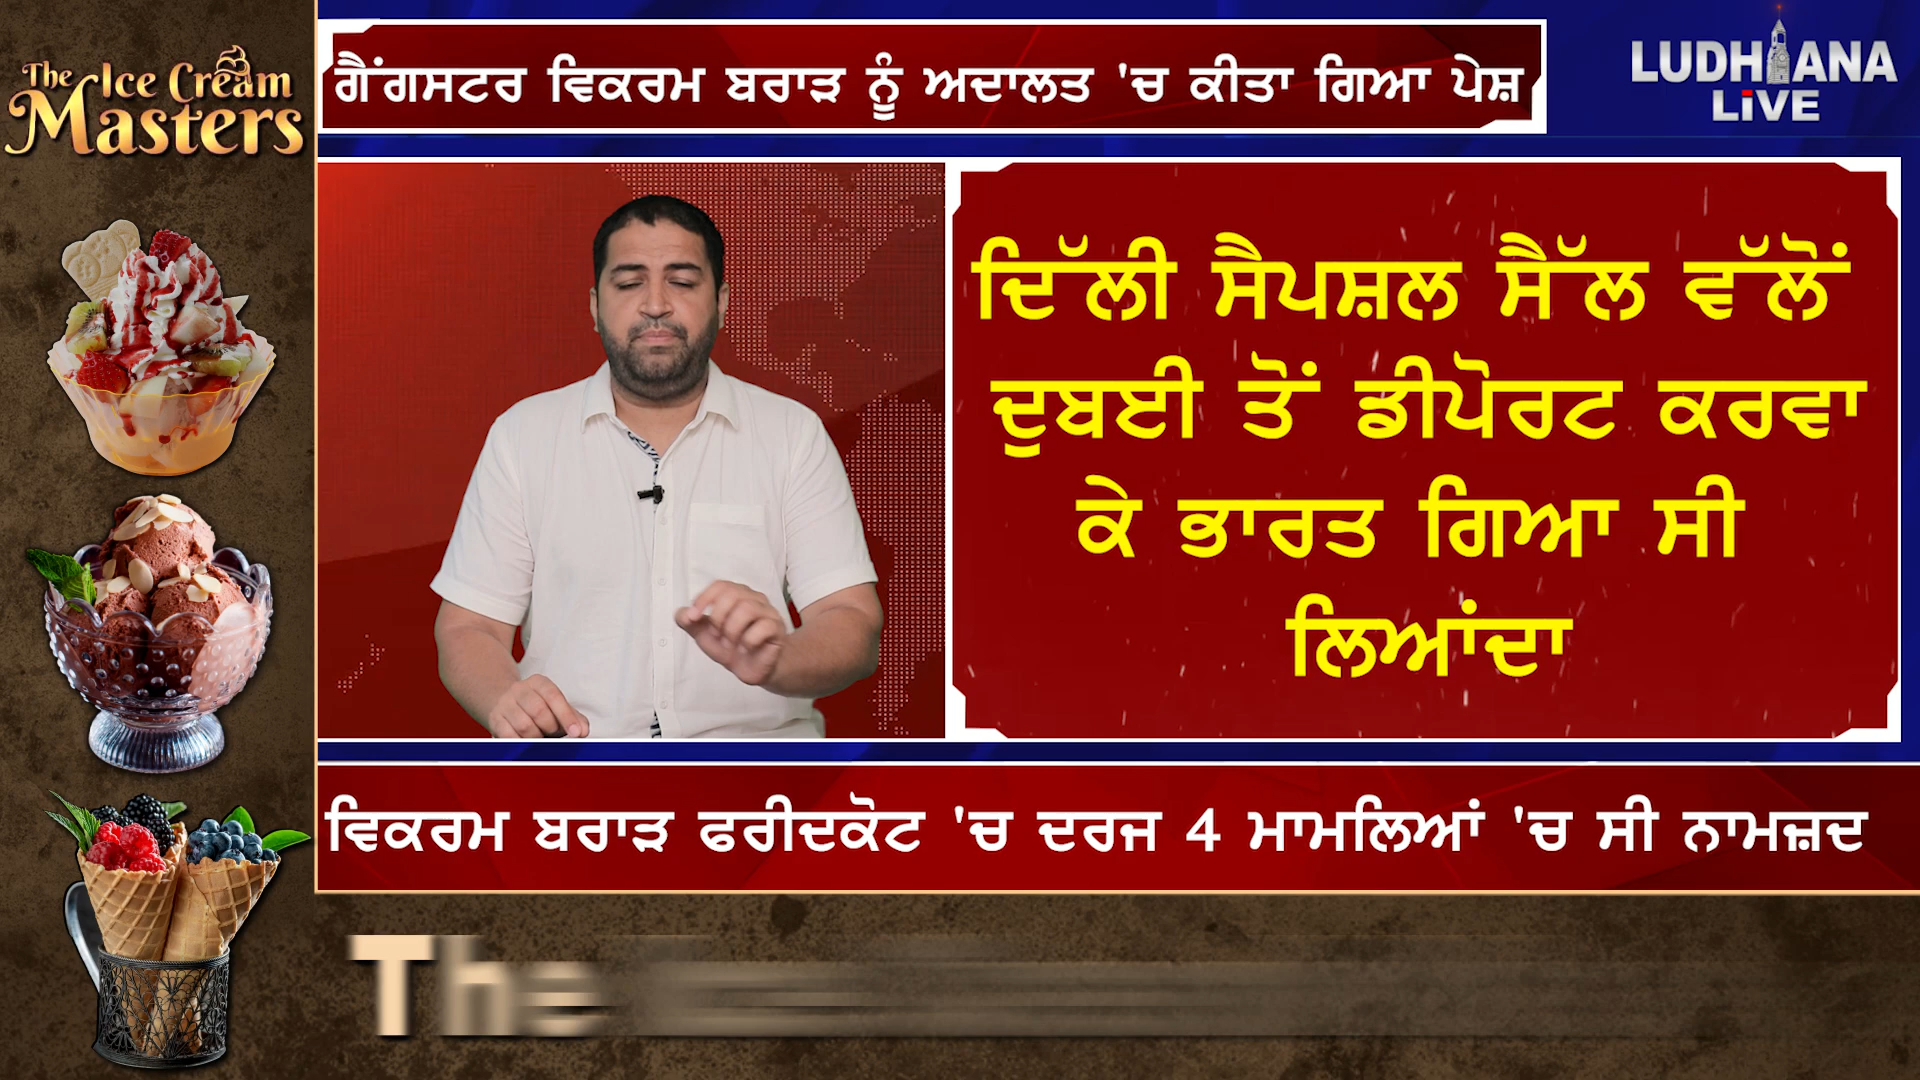 The Ice Cream
Masters
ਗੈਂਗਸਟਰ ਵਿਕਰਮ ਬਰਾੜ ਨੂੰ ਅਦਾਲਤ 'ਚ ਕੀਤਾ ਗਿਆ ਪੇਸ਼
LUDHIANA
LiVE
ਦਿੱਲੀ ਸੈਪਸ਼ਲ ਸੈੱਲ ਵੱਲੋਂ
ਦੁਬਈ ਤੋਂ ਡੀਪੋਰਟ ਕਰਵਾ
ਕੇ ਭਾਰਤ ਗਿਆ ਸੀ
ਲਿਆਂਦਾ
ਵਿਕਰਮ ਬਰਾੜ ਫਰੀਦਕੋਟ 'ਚ ਦਰਜ 4 ਮਾਮਲਿਆਂ 'ਚ ਸੀ ਨਾਮਜ਼ਦ
The